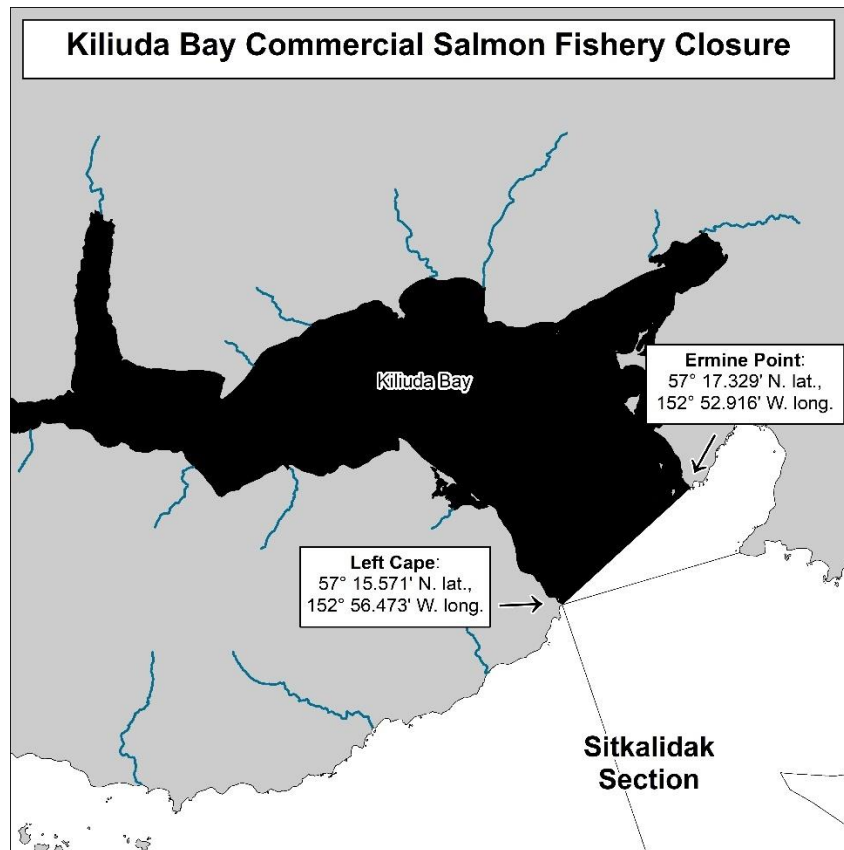 Kiliuda Bay Commercial Salmon Fishery Closure
Kiliuda Bay
Ermine Point:
57° 17.329' N. lat.,
152° 52.916' W. long.
Left Cape:
57° 15.571' N. lat.,
152° 56.473' W. long.
Sitkalidak
Section